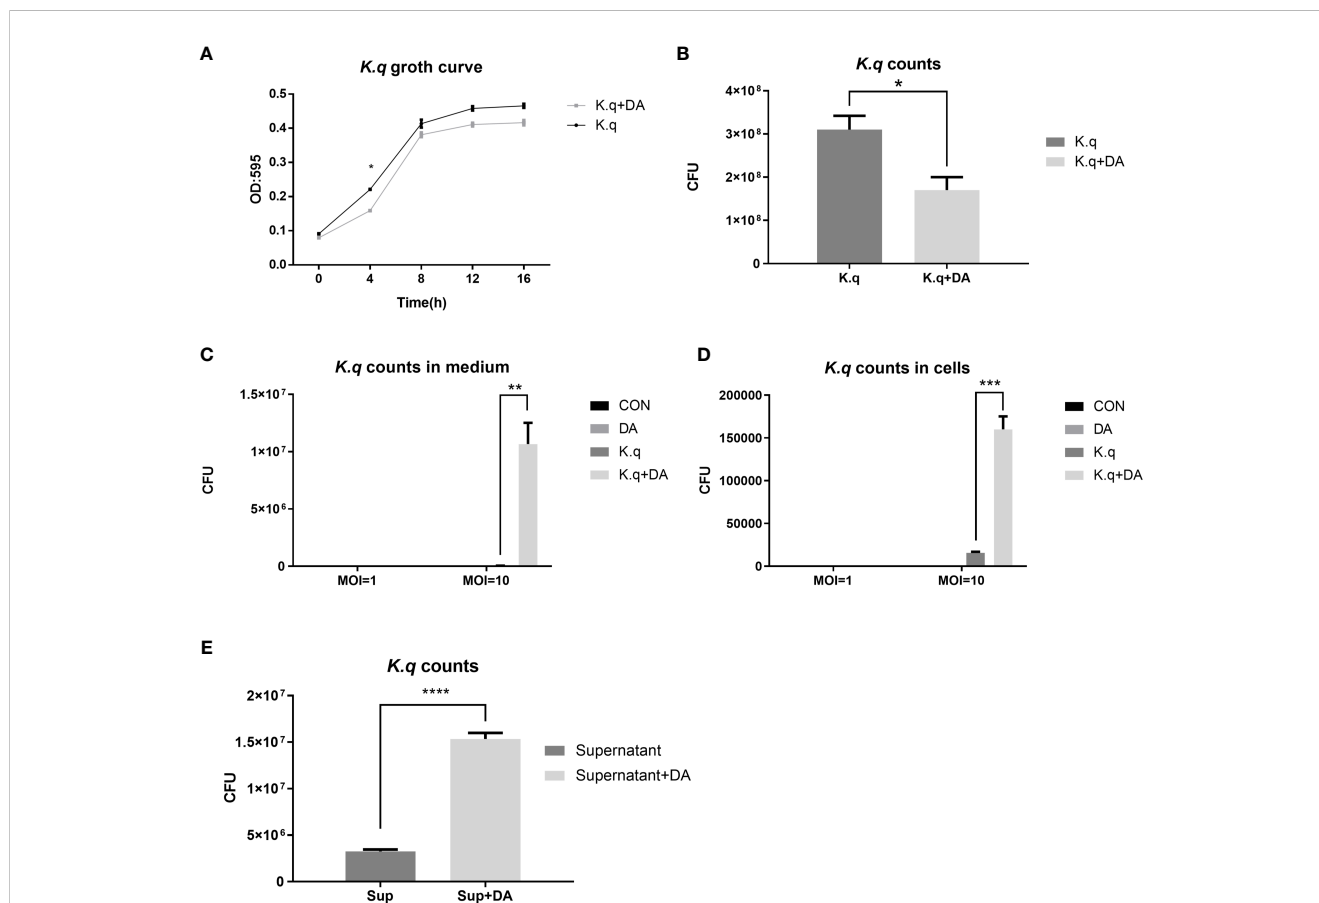 A
K.q groth curve
0.5
0.4
0.3
0.2
0.1
0.0
OD:595
*
0 4 8 12 16
Time(h)
K.q+DA
K.q
B
K.q counts
*
4×10⁸
3×10⁸
2×10⁸
1×10⁸
0
CFU
K.q K.q+DA
K.q
K.q+DA
C
K.q counts in medium
**
1.5×10⁷
1×10⁷
5×10⁶
0
CFU
MOI=1 MOI=10
CON
DA
K.q
K.q+DA
D
K.q counts in cells
***
200000
150000
100000
50000
0
CFU
MOI=1 MOI=10
CON
DA
K.q
K.q+DA
E
K.q counts
****
2×10⁷
1.5×10⁷
1×10⁷
5×10⁶
0
CFU
Sup Sup+DA
Supernatant
Supernatant+DA